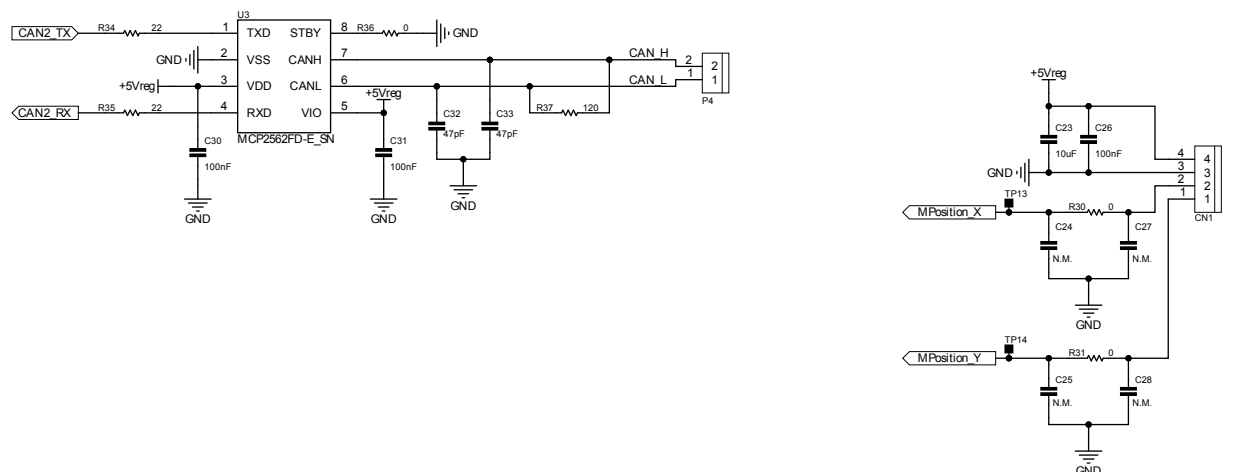 U3
CAN2_TX R34 22 1 TXD STBY 8 R36 0 GND
GND 2 VSS CANH 7 CAN_H 2 2
+5Vreg 3 VDD CANL 6 CAN_L 1 1
P4
+5Vreg
CAN2_RX R35 22 4 RXD VIO 5 R37 120
MCP2562FD-E_SN
C30
100nF
C31
100nF
C32
47pF
C33
47pF
GND
GND
GND
+5Vreg
C23
10uF
C26
100nF
4 4
GND 3 3
2 2
1 1
CN1
TP13
MPosition_X R30 0
C24
N.M.
C27
N.M.
GND
TP14
MPosition_Y R31 0
C25
N.M.
C28
N.M.
GND